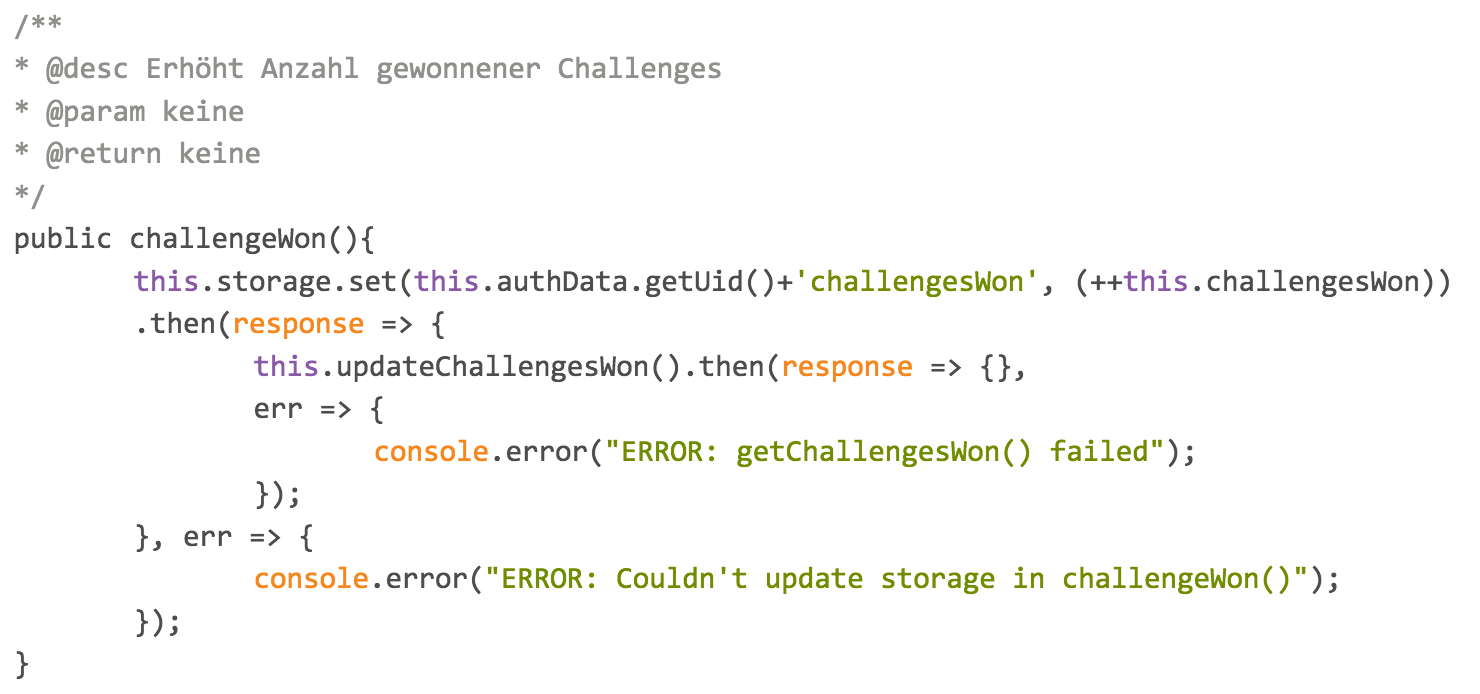 /**
* @desc Erhöht Anzahl gewonnener Challenges
* @param keine
* @return keine
*/
public challengeWon(){
this.storage.set(this.authData.getUid()+'challengesWon', (++this.challengesWon))
.then(response => {
this.updateChallengesWon().then(response => {},
err => {
console.error("ERROR: getChallengesWon() failed");
});
}, err => {
console.error("ERROR: Couldn't update storage in challengeWon()");
});
}